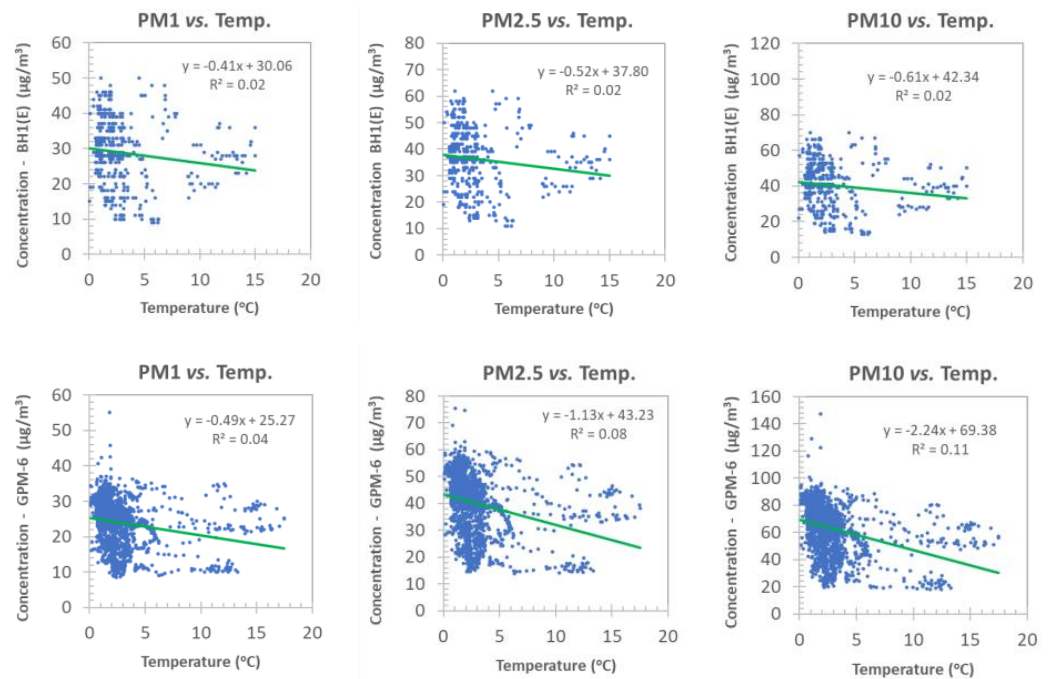 PM1 vs. Temp.
Concentration - BH1(E) (µg/m³)
60
50
40
30
20
10
0
y = -0.41x + 30.06
R² = 0.02
0 5 10 15 20
Temperature (°C)
PM2.5 vs. Temp.
Concentration BH1(E) (µg/m³)
80
70
60
50
40
30
20
10
0
y = -0.52x + 37.80
R² = 0.02
0 5 10 15 20
Temperature (°C)
PM10 vs. Temp.
Concentration - BH1(E) (µg/m³)
120
100
80
60
40
20
0
y = -0.61x + 42.34
R² = 0.02
0 5 10 15 20
Temperature (°C)
PM1 vs. Temp.
Concentration - GPM-6 (µg/m³)
60
50
40
30
20
10
0
y = -0.49x + 25.27
R² = 0.04
0 5 10 15 20
Temperature (°C)
PM2.5 vs. Temp.
Concentration - GPM-6 (µg/m³)
80
70
60
50
40
30
20
10
0
y = -1.13x + 43.23
R² = 0.08
0 5 10 15 20
Temperature (°C)
PM10 vs. Temp.
Concentration - GPM-6 (µg/m³)
160
140
120
100
80
60
40
20
0
y = -2.24x + 69.38
R² = 0.11
0 5 10 15 20
Temperature (°C)